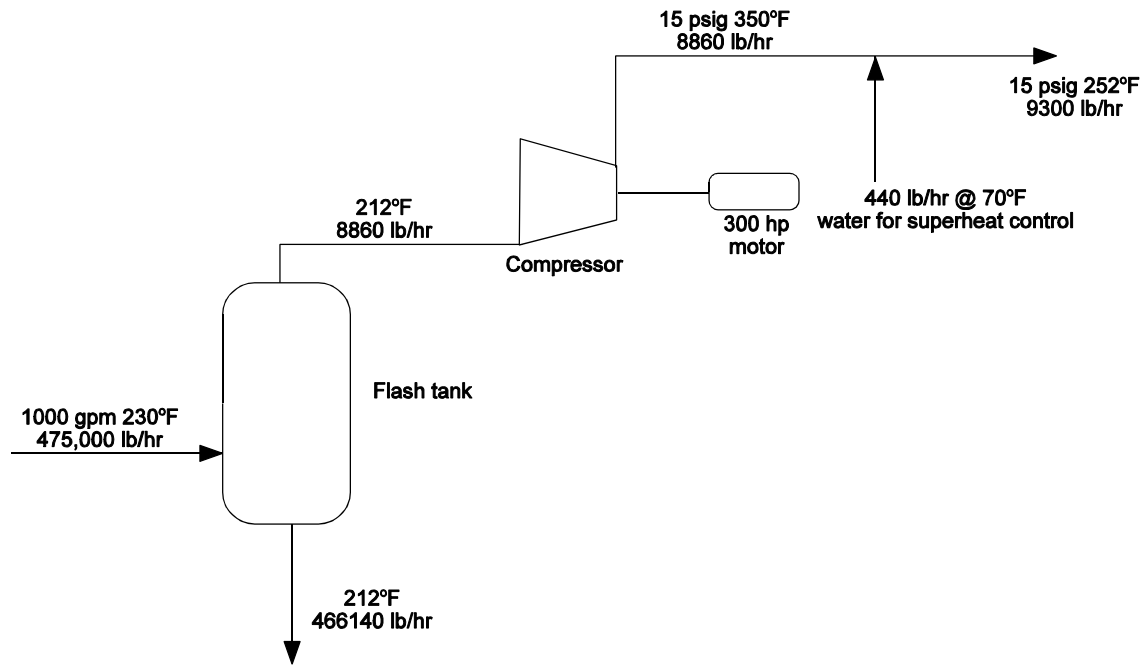 15 psig 350ºF
8860 lb/hr
15 psig 252ºF
9300 lb/hr
212ºF
8860 lb/hr
300 hp
motor
440 lb/hr @ 70ºF
water for superheat control
Compressor
Flash tank
1000 gpm 230ºF
475,000 lb/hr
212ºF
466140 lb/hr